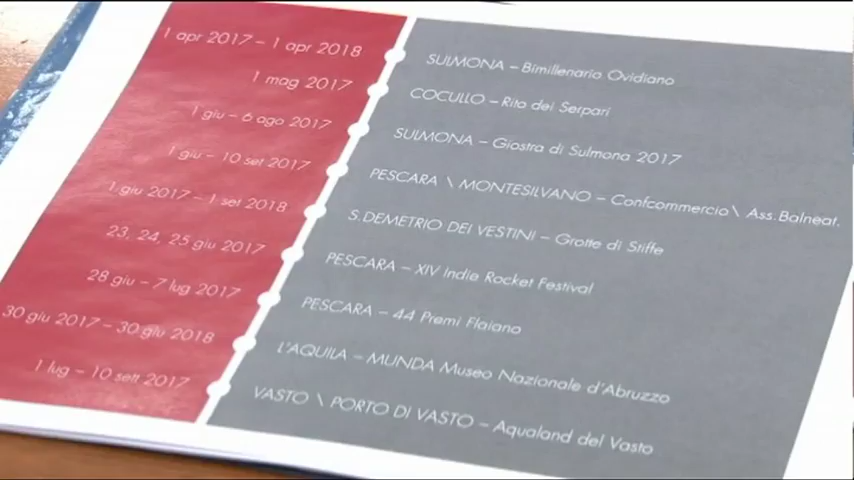 1 apr 2017 – 1 apr 2018 SULMONA – Bimillenario Ovidiano
1 mag 2017 COCULLO – Rito dei Serpari
1 giu – 6 ago 2017 SULMONA – Giostra di Sulmona 2017
1 giu – 10 set 2017 PESCARA \ MONTESILVANO – Confcommercio\ Ass.Balneat.
1 giu 2017 – 1 set 2018 S.DEMETRIO DEI VESTINI – Grotte di Stiffe
23, 24, 25 giu 2017 PESCARA – XIV Indie Rocket Festival
28 giu – 7 lug 2017 PESCARA – 44 Premi Flaiano
30 giu 2017 – 30 giu 2018 L'AQUILA – MUNDA Museo Nazionale d'Abruzzo
1 lug – 10 sett 2017 VASTO \ PORTO DI VASTO – Aqualand del Vasto